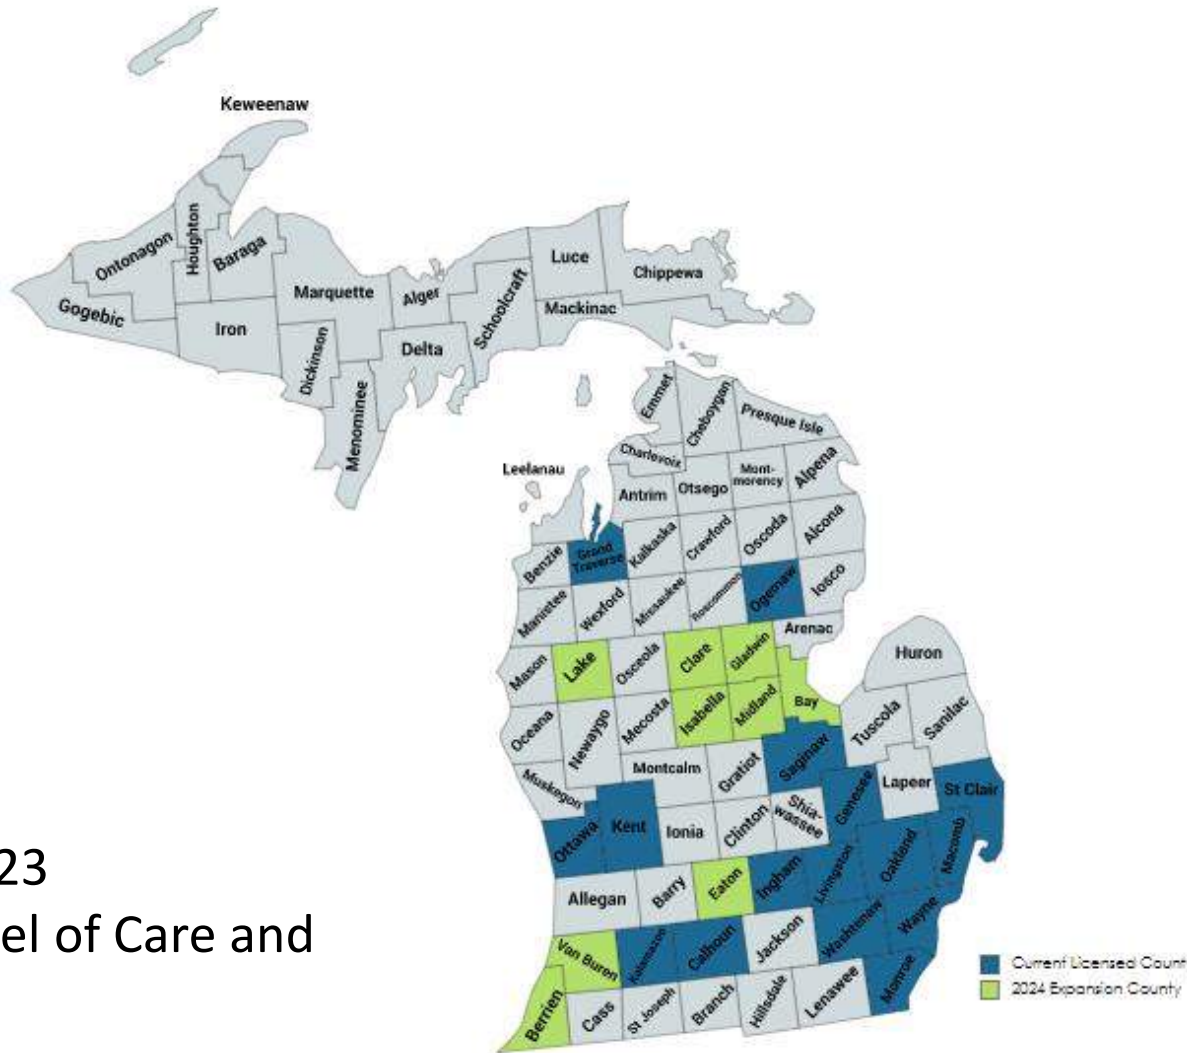 Keweenaw
Houghton
Ontonagon
Baraga
Gogebic
Iron
Marquette
Dickinson
Menominee
Alger
Delta
Schoolcraft
Luce
Mackinac
Chippewa
Emmet
Cheboygan
Presque Isle
Charlevoix
Leelanau
Antrim
Otsego
Mont-
morency
Alpena
Benzie
Grand
Traverse
Kalkaska
Crawford
Oscoda
Alcona
Manistee
Wexford
Missaukee
Roscommon
Ogemaw
Iosco
Arenac
Mason
Lake
Osceola
Clare
Gladwin
Huron
Oceana
Newaygo
Mecosta
Isabella
Midland
Bay
Tuscola
Sanilac
Muskegon
Montcalm
Gratiot
Saginaw
Genesee
Lapeer
St Clair
Ottawa
Kent
Ionia
Clinton
Shia-
wassee
Livingston
Oakland
Macomb
23
Allegan
Barry
Eaton
Ingham
el of Care and
Van Buren
Kalamazoo
Calhoun
Jackson
Washtenaw
Wayne
Berrien
Cass
St Joseph
Branch
Hillsdale
Lenawee
Monroe
Current Licensed Count
2024 Expansion County